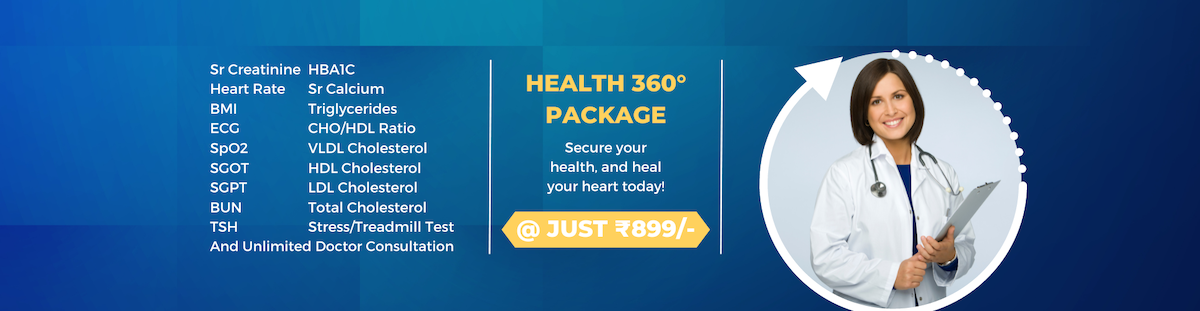 Sr Creatinine HBA1C
Heart Rate Sr Calcium
BMI Triglycerides
ECG CHO/HDL Ratio
SpO2 VLDL Cholesterol
SGOT HDL Cholesterol
SGPT LDL Cholesterol
BUN Total Cholesterol
TSH Stress/Treadmill Test
And Unlimited Doctor Consultation
HEALTH 360°
PACKAGE
Secure your
health, and heal
your heart today!
@ JUST ₹899/-